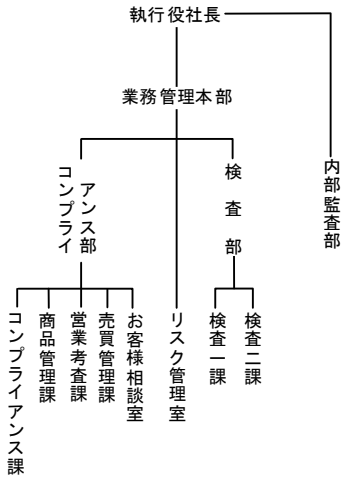 執行役社長
業務管理本部
コンプライ
アンス部
検査部
内部監査部
コンプライアンス課
商品管理課
営業考査課
売買管理課
お客様相談室
リスク管理室
検査一課
検査二課